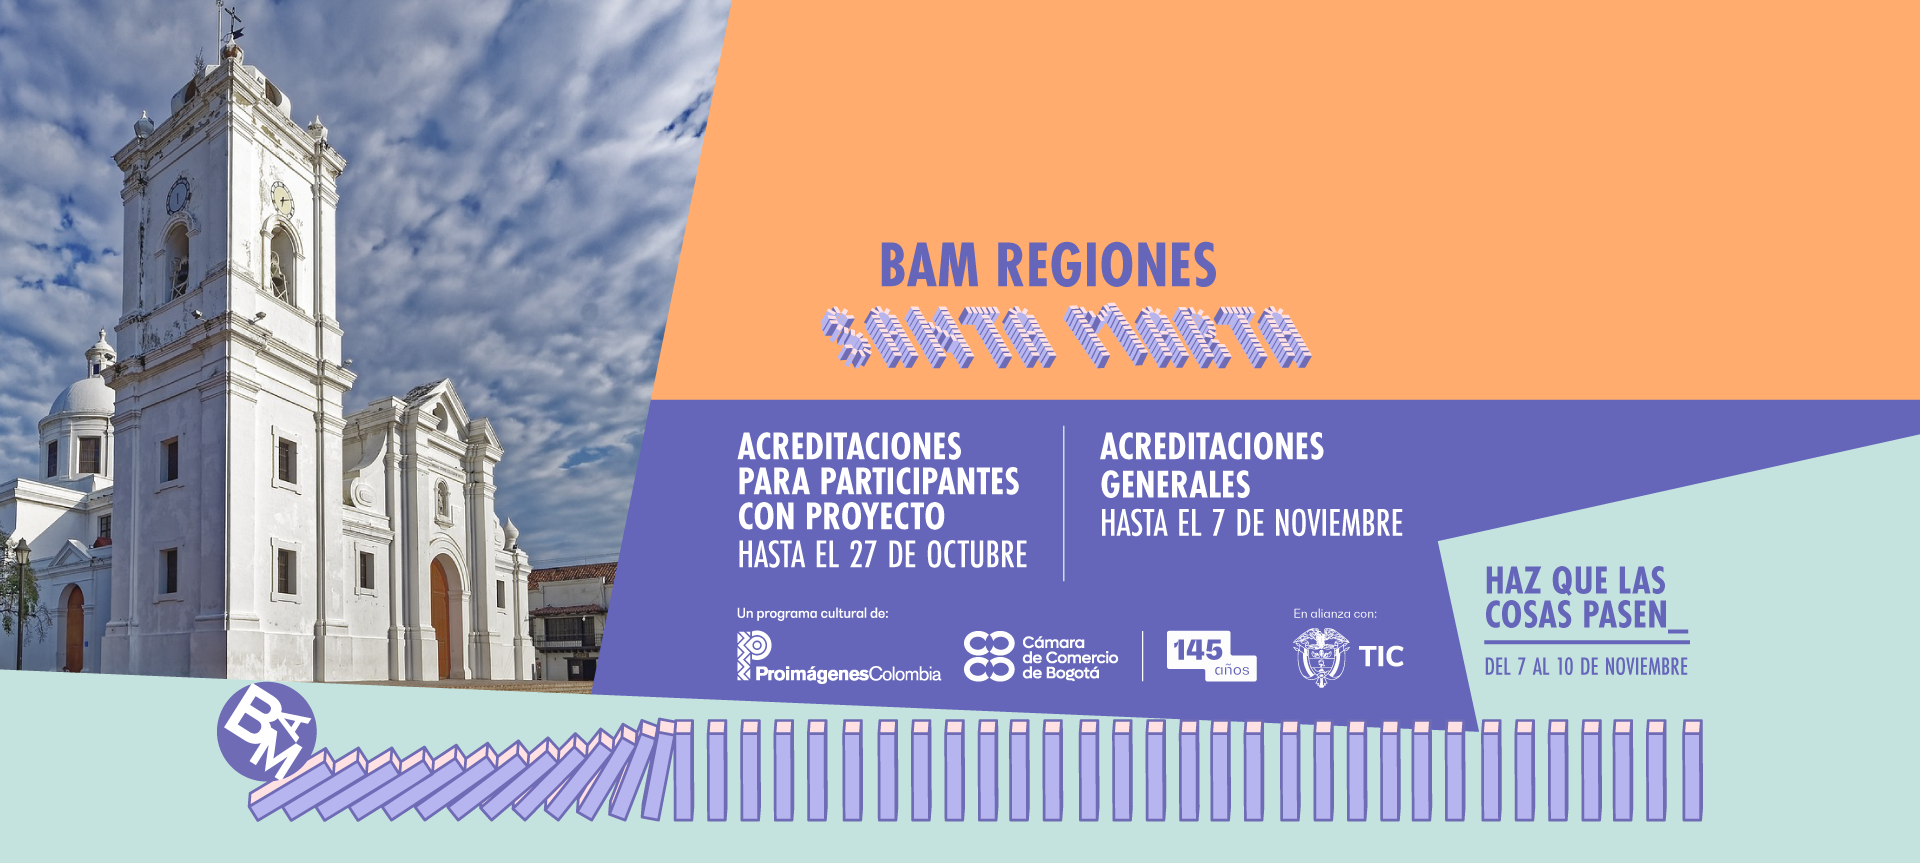 BAM REGIONES
SANTA MARTA
ACREDITACIONES
PARA PARTICIPANTES
CON PROYECTO
HASTA EL 27 DE OCTUBRE
ACREDITACIONES
GENERALES
HASTA EL 7 DE NOVIEMBRE
Un programa cultural de:
ProimágenesColombia
Cámara
de Comercio
de Bogotá
145
años
En alianza con:
TIC
HAZ QUE LAS
COSAS PASEN_
DEL 7 AL 10 DE NOVIEMBRE
BAM